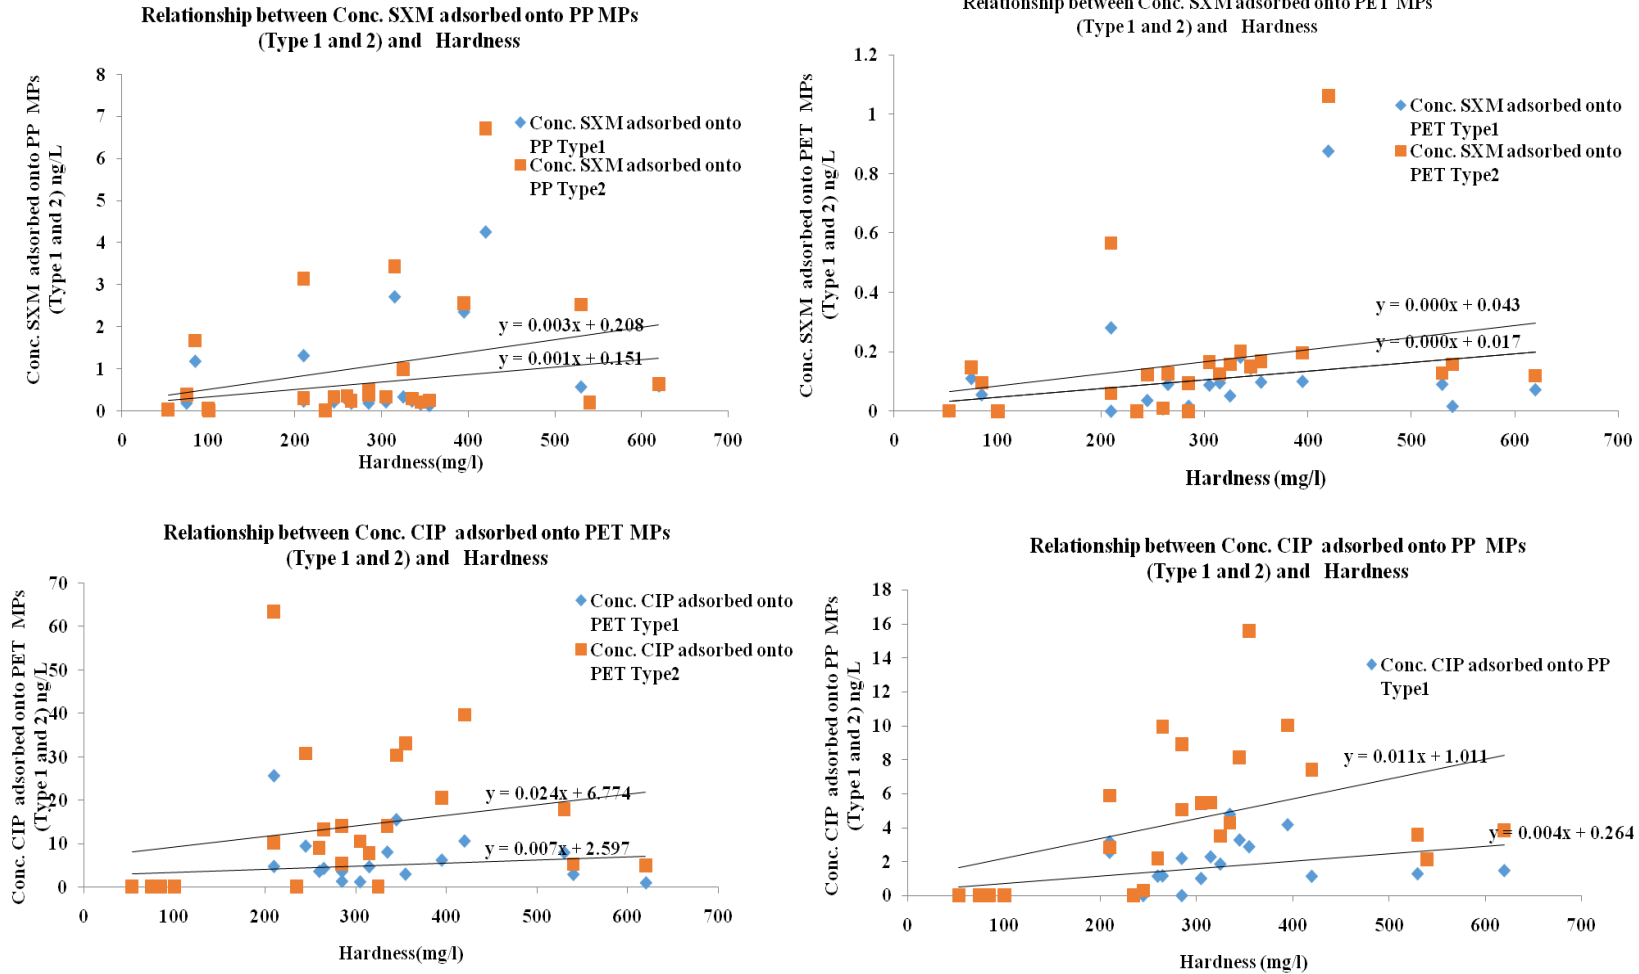 Relationship between Conc. SXM adsorbed onto PP MPs
(Type 1 and 2) and Hardness
Conc. SXM adsorbed onto PP MPs
(Type 1 and 2) ng/L
8
7
6
5
4
3
2
1
0
Conc. SXM adsorbed onto
PP Type1
Conc. SXM adsorbed onto
PP Type2
y = 0.003x + 0.208
y = 0.001x + 0.151
0 100 200 300 400 500 600 700
Hardness(mg/l)
Relationship between Conc. SXM adsorbed onto PET MPs
(Type 1 and 2) and Hardness
Conc. SXM adsorbed onto PET MPs
(Type 1 and 2) ng/L
1.2
1
0.8
0.6
0.4
0.2
0
Conc. SXM adsorbed onto
PET Type1
Conc. SXM adsorbed onto
PET Type2
y = 0.000x + 0.043
y = 0.000x + 0.017
0 100 200 300 400 500 600 700
Hardness (mg/l)
Relationship between Conc. CIP adsorbed onto PET MPs
(Type 1 and 2) and Hardness
Conc. CIP adsorbed onto PET MPs
(Type 1 and 2) ng/L
70
60
50
40
30
20
10
0
Conc. CIP adsorbed onto
PET Type1
Conc. CIP adsorbed onto
PET Type2
y = 0.024x + 6.774
y = 0.007x + 2.597
0 100 200 300 400 500 600 700
Hardness(mg/l)
Relationship between Conc. CIP adsorbed onto PP MPs
(Type 1 and 2) and Hardness
Conc. CIP adsorbed onto PP MPs
(Type 1 and 2) ng/L
18
16
14
12
10
8
6
4
2
0
Conc. CIP adsorbed onto PP
Type1
y = 0.011x + 1.011
y = 0.004x + 0.264
0 100 200 300 400 500 600 700
Hardness (mg/l)